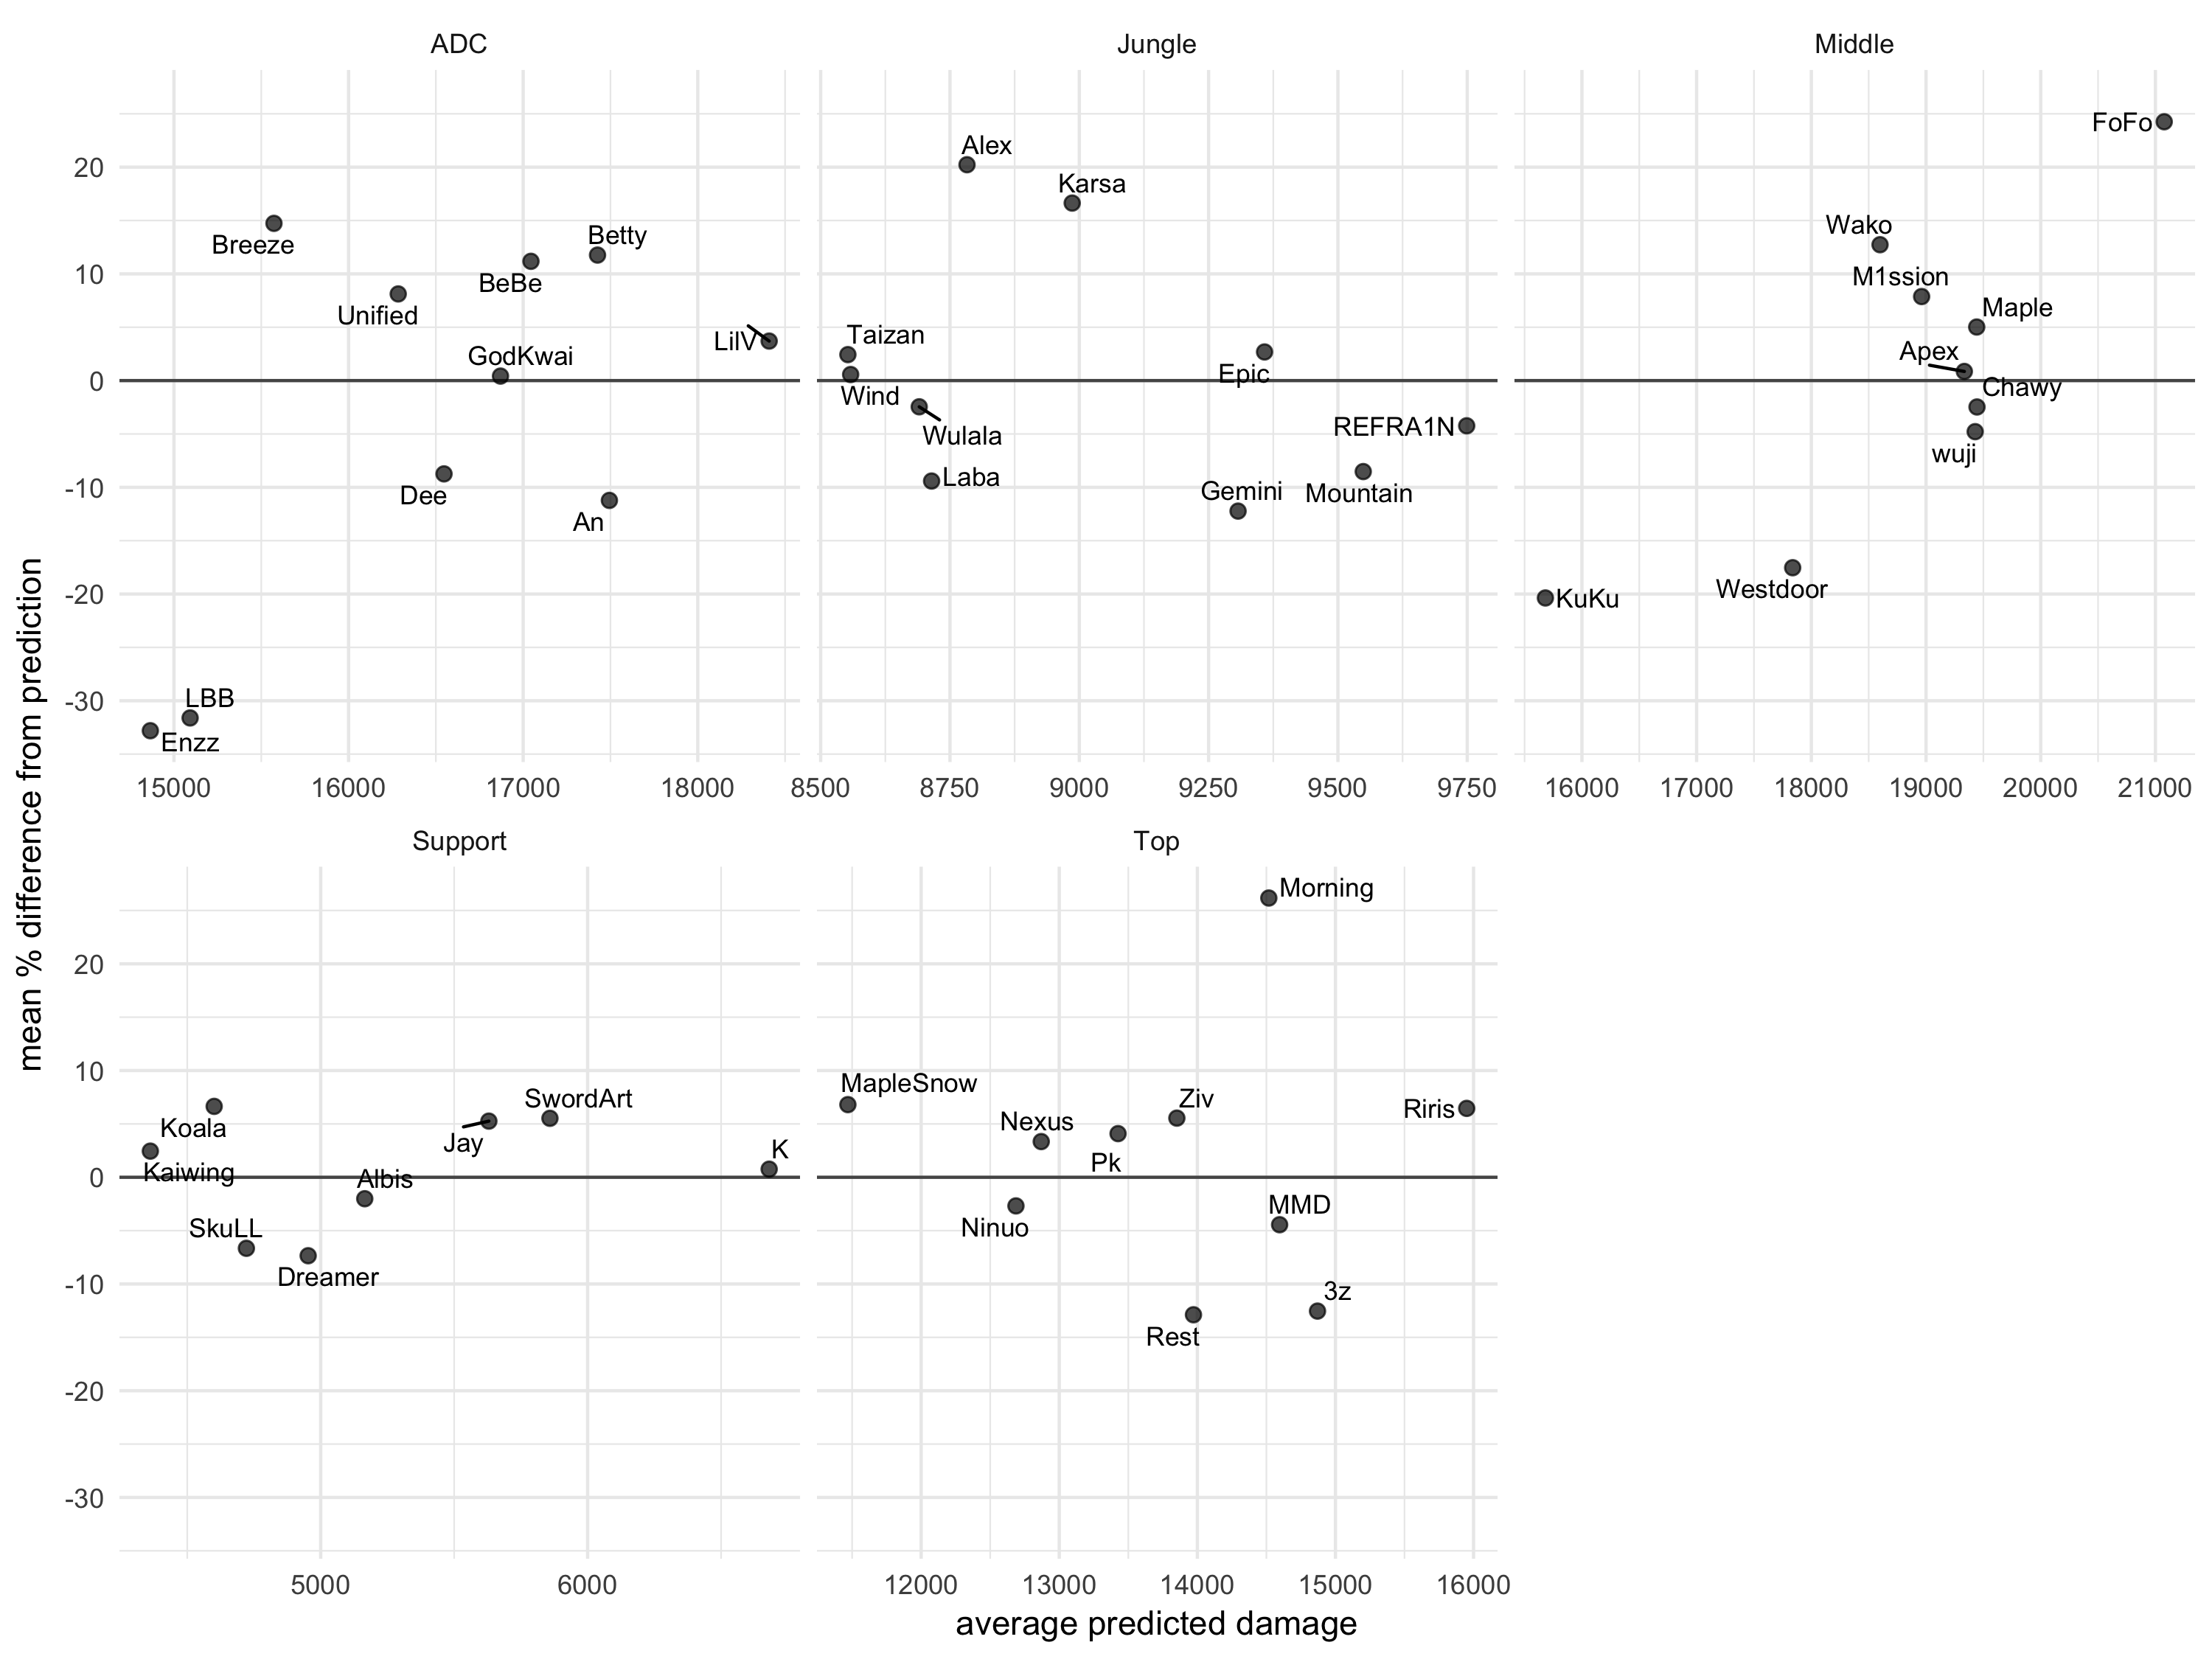 ADC
Jungle
Middle
FoFo
Alex
Karsa
Wako
Breeze
Betty
BeBe
M1ssion
Unified
Maple
LilV
Taizan
GodKwai
Apex
Epic
Chawy
Wind
Wulala
REFRA1N
wuji
Laba
Dee
Gemini
Mountain
An
Westdoor
KuKu
LBB
Enzz
20
10
0
-10
-20
-30
15000 16000 17000 18000
8500 8750 9000 9250 9500 9750
16000 17000 18000 19000 20000 21000
mean % difference from prediction
Support
Top
Morning
MapleSnow
SwordArt
Ziv
Riris
Koala
Nexus
Jay
K
Pk
Kaiwing
Albis
MMD
SkuLL
Ninuo
Dreamer
3z
Rest
20
10
0
-10
-20
-30
5000 6000
12000 13000 14000 15000 16000
average predicted damage